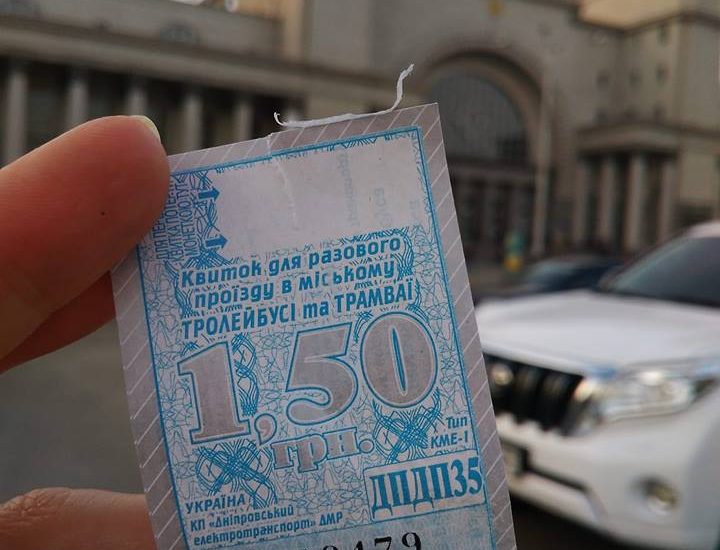 Квиток для разового
проїзду в міському
ТРОЛЕЙБУСІ та ТРАМВАЇ
1,50
грн.
Тип
КМЕ-І
ДПДП35
УКРАЇНА
КП «Дніпровський
електротранспорт» ДМР
0479